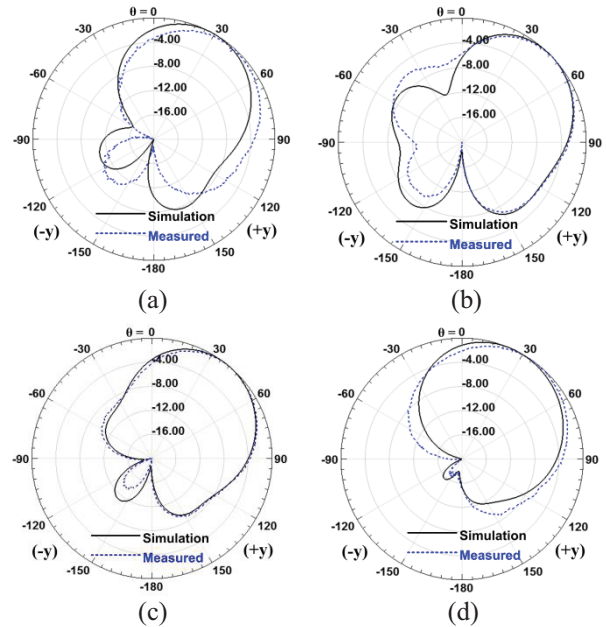 θ = 0
-30 30
-4.00
-60 -8.00 60
-12.00
-16.00
-90 90
-120 120
Simulation
(-y) Measured (+y)
-150 150
-180
(a)
θ = 0
-30 30
-4.00
-60 -8.00 60
-12.00
-16.00
-90 90
-120 120
Simulation
(-y) Measured (+y)
-150 150
-180
(b)
θ = 0
-30 30
-4.00
-60 -8.00 60
-12.00
-16.00
-90 90
-120 120
Simulation
(-y) Measured (+y)
-150 150
-180
(c)
θ = 0
-30 30
-4.00
-60 -8.00 60
-12.00
-16.00
-90 90
-120 120
Simulation
(-y) Measured (+y)
-150 150
-180
(d)